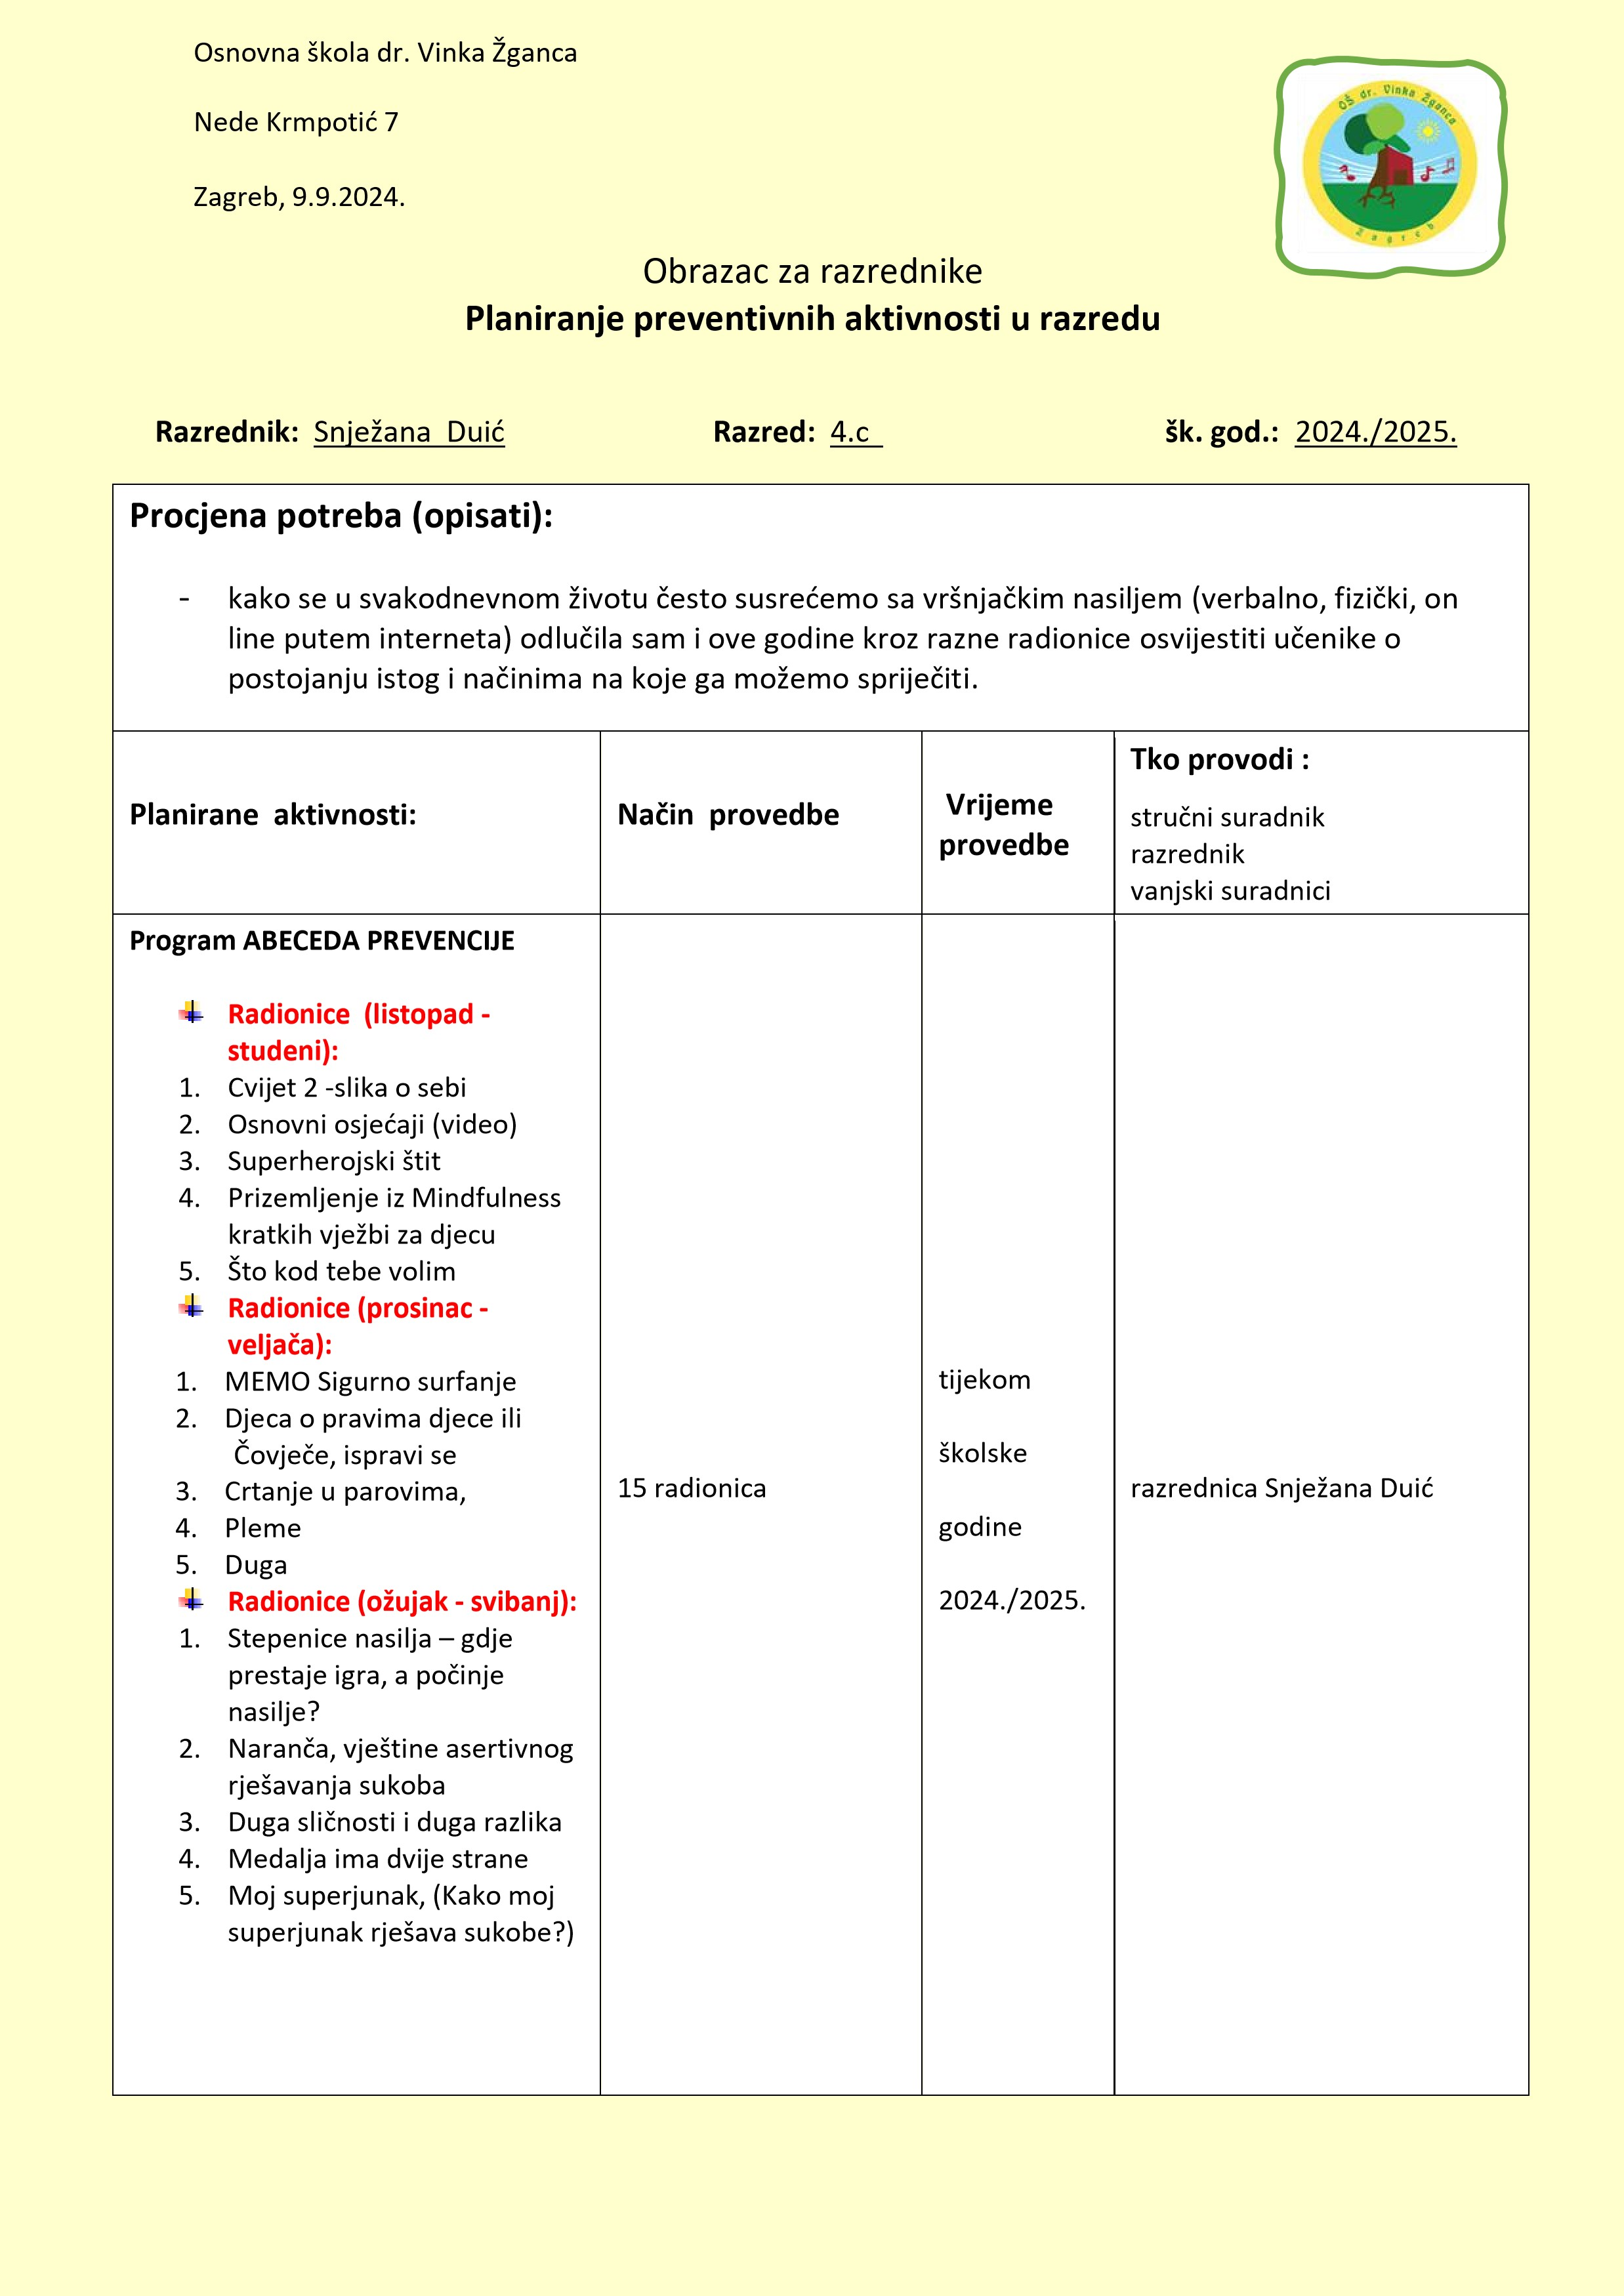 Osnovna škola dr. Vinka Žganca
Nede Krmpotić 7
Zagreb, 9.9.2024.
OŠ dr. Vinka Žganca
Zagreb
Obrazac za razrednike
Planiranje preventivnih aktivnosti u razredu
Razrednik: Snježana Duić Razred: 4.c šk. god.: 2024./2025.
Procjena potreba (opisati):
- kako se u svakodnevnom životu često susrećemo sa vršnjačkim nasiljem (verbalno, fizički, on
line putem interneta) odlučila sam i ove godine kroz razne radionice osvijestiti učenike o
postojanju istog i načinima na koje ga možemo spriječiti.
Planirane aktivnosti:
Način provedbe
Vrijeme
provedbe
Tko provodi :
stručni suradnik
razrednik
vanjski suradnici
Program ABECEDA PREVENCIJE
Radionice (listopad -
studeni):
1. Cvijet 2 -slika o sebi
2. Osnovni osjećaji (video)
3. Superherojski štit
4. Prizemljenje iz Mindfulness
kratkih vježbi za djecu
5. Što kod tebe volim
Radionice (prosinac -
veljača):
1. MEMO Sigurno surfanje
2. Djeca o pravima djece ili
Čovječe, ispravi se
3. Crtanje u parovima,
4. Pleme
5. Duga
Radionice (ožujak - svibanj):
1. Stepenice nasilja – gdje
prestaje igra, a počinje
nasilje?
2. Naranča, vještine asertivnog
rješavanja sukoba
3. Duga sličnosti i duga razlika
4. Medalja ima dvije strane
5. Moj superjunak, (Kako moj
superjunak rješava sukobe?)
15 radionica
tijekom
školske
godine
2024./2025.
razrednica Snježana Duić